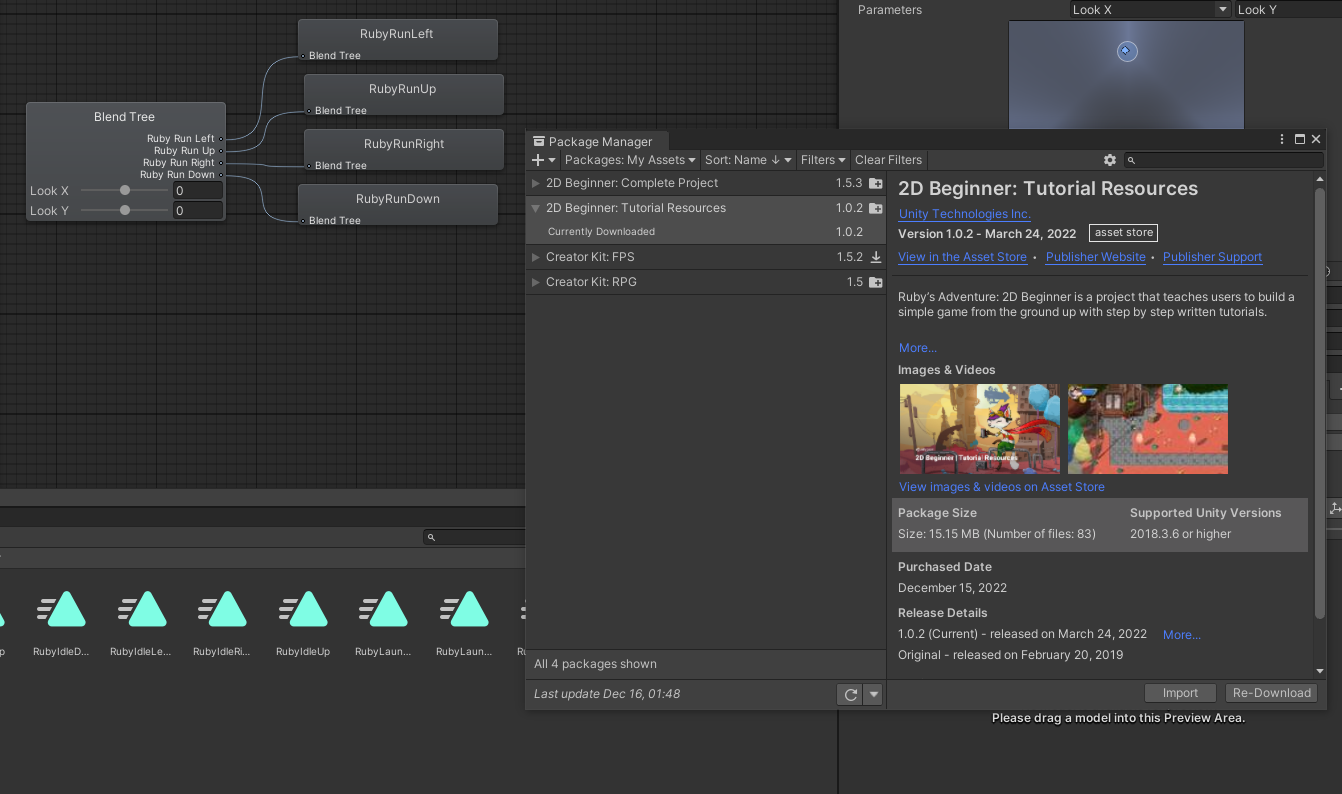 Parameters
Look X
Look Y
RubyRunLeft
Blend Tree
RubyRunUp
Blend Tree
RubyRunRight
Blend Tree
RubyRunDown
Blend Tree
Blend Tree
Ruby Run Left
Ruby Run Up
Ruby Run Right
Ruby Run Down
Look X 0
Look Y 0
Package Manager
Packages: My Assets Sort: Name ↓ Filters Clear Filters
2D Beginner: Complete Project 1.5.3
2D Beginner: Tutorial Resources 1.0.2
Currently Downloaded 1.0.2
Creator Kit: FPS 1.5.2
Creator Kit: RPG 1.5
All 4 packages shown
Last update Dec 16, 01:48
2D Beginner: Tutorial Resources
Unity Technologies Inc.
Version 1.0.2 - March 24, 2022 asset store
View in the Asset Store • Publisher Website • Publisher Support
Ruby's Adventure: 2D Beginner is a project that teaches users to build a
simple game from the ground up with step by step written tutorials.
More...
Images & Videos
2D Beginner | Tutorial Resources
View images & videos on Asset Store
Package Size Supported Unity Versions
Size: 15.15 MB (Number of files: 83) 2018.3.6 or higher
Purchased Date
December 15, 2022
Release Details
1.0.2 (Current) - released on March 24, 2022 More...
Original - released on February 20, 2019
Import Re-Download
Please drag a model into this Preview Area.
p RubyIdleD... RubyIdleLe... RubyIdleRi... RubyIdleUp RubyLaun... RubyLaun...